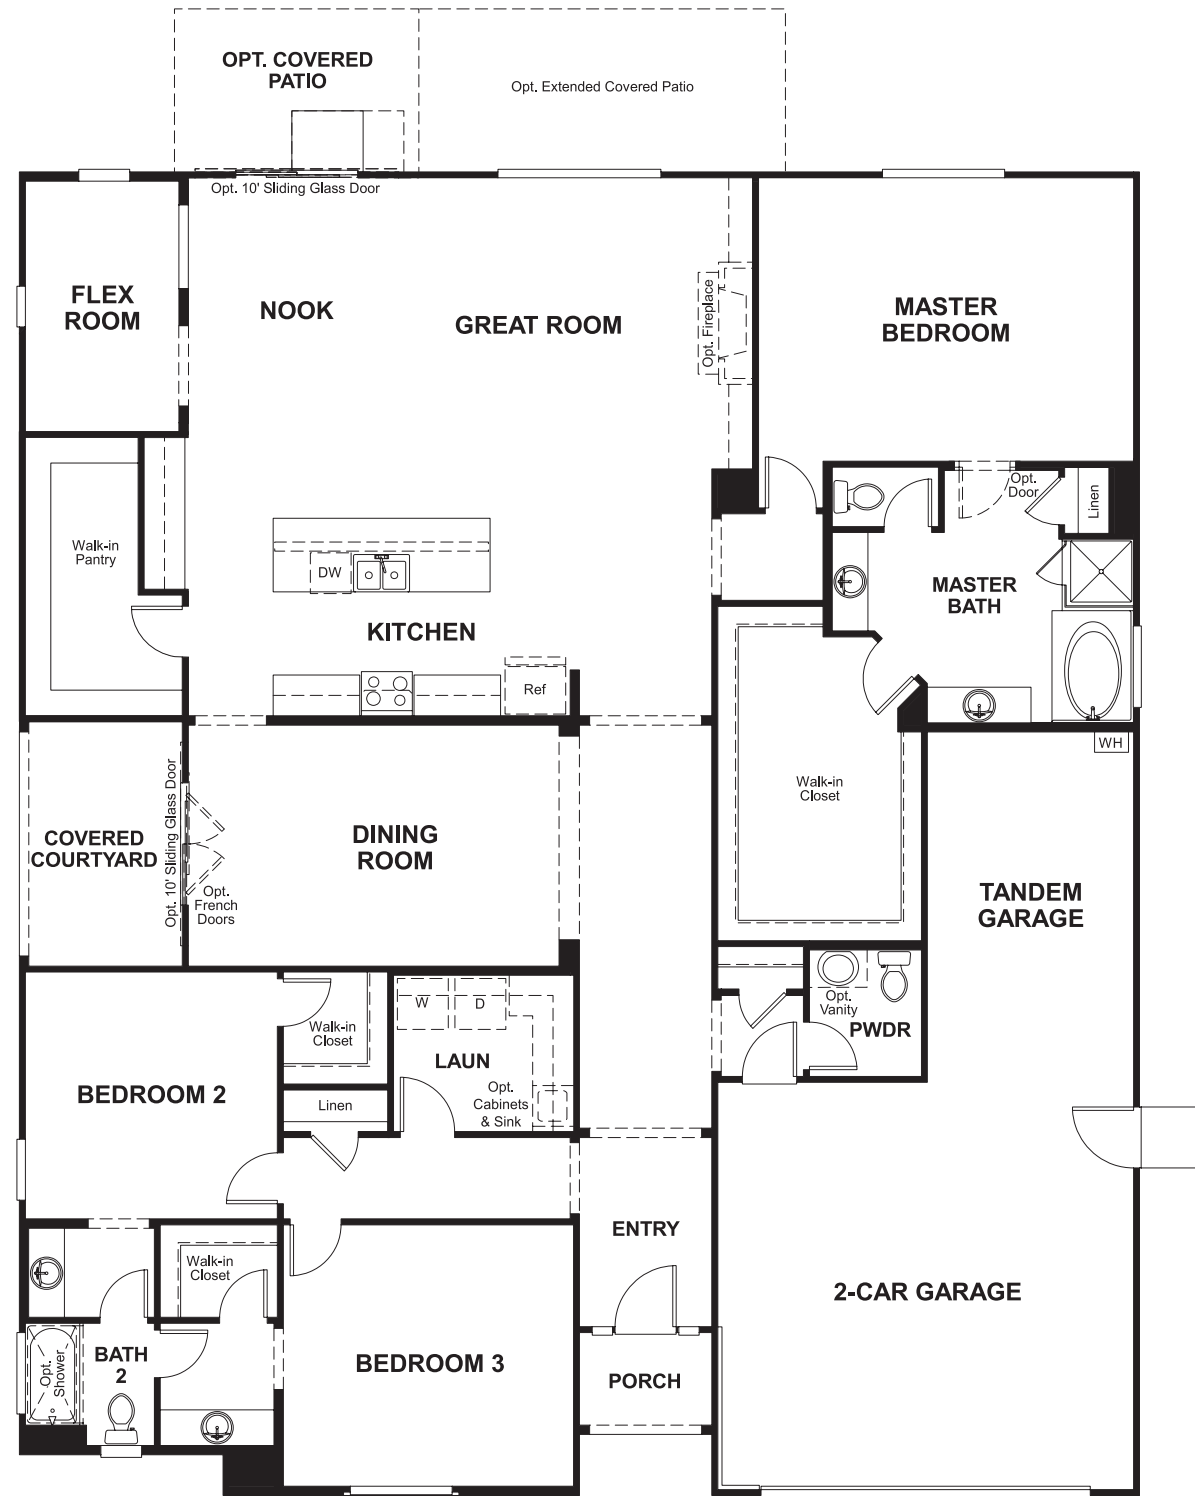 OPT. COVERED
PATIO
Opt. Extended Covered Patio
Opt. 10' Sliding Glass Door
FLEX
ROOM
NOOK
GREAT ROOM
Opt. Fireplace
MASTER
BEDROOM
Opt.
Door
Linen
Walk-in
Pantry
DW
KITCHEN
Ref
MASTER
BATH
WH
Walk-in
Closet
COVERED
COURTYARD
Opt. 10' Sliding Glass Door
Opt.
French
Doors
DINING
ROOM
TANDEM
GARAGE
Walk-in
Closet
W
D
LAUN
Opt.
Cabinets
& Sink
Opt.
Vanity
PWDR
BEDROOM 2
Linen
ENTRY
Walk-in
Closet
2-CAR GARAGE
Opt.
Shower
BATH
2
BEDROOM 3
PORCH